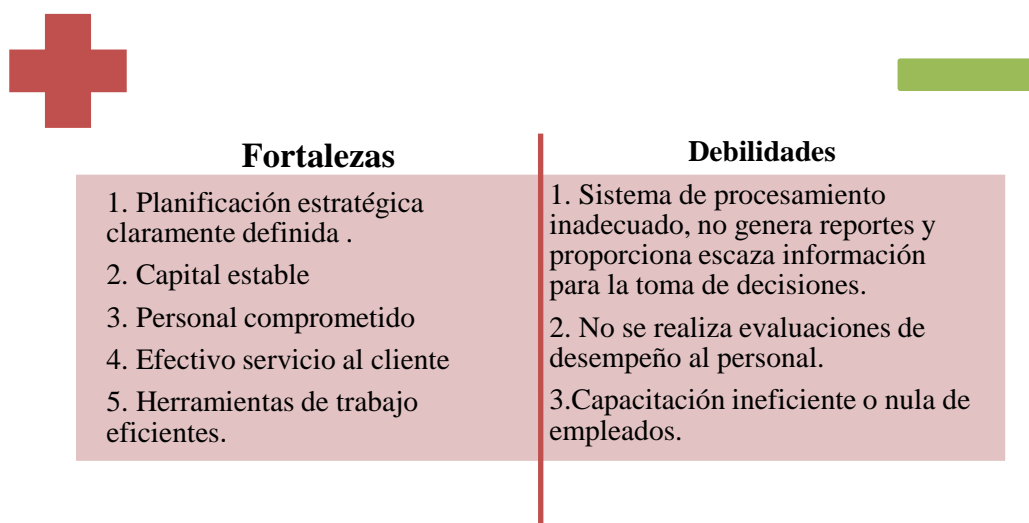 Fortalezas
1. Planificación estratégica
claramente definida .
2. Capital estable
3. Personal comprometido
4. Efectivo servicio al cliente
5. Herramientas de trabajo
eficientes.
Debilidades
1. Sistema de procesamiento
inadecuado, no genera reportes y
proporciona escaza información
para la toma de decisiones.
2. No se realiza evaluaciones de
desempeño al personal.
3.Capacitación ineficiente o nula de
empleados.